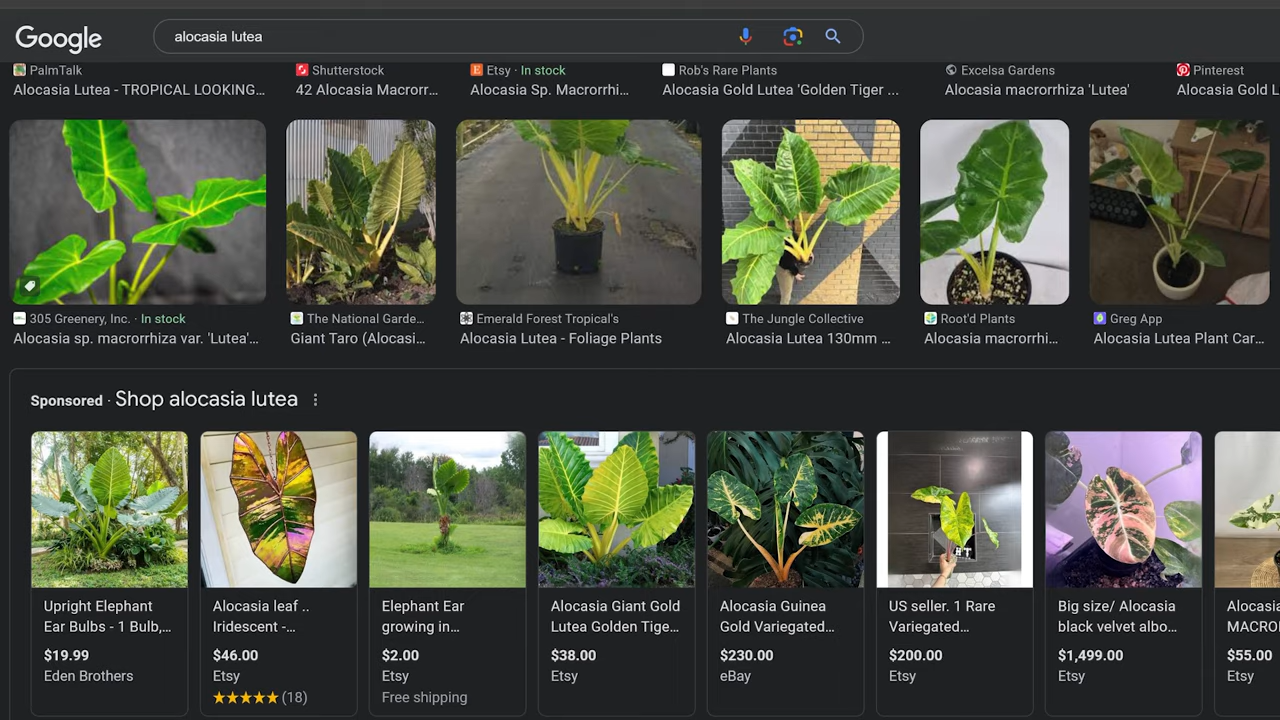 Google
alocasia lutea
PalmTalk
Alocasia Lutea - TROPICAL LOOKING...
Shutterstock
42 Alocasia Macrorr...
Etsy · In stock
Alocasia Sp. Macrorrhi...
Rob's Rare Plants
Alocasia Gold Lutea 'Golden Tiger ...
Excelsa Gardens
Alocasia macrorrhiza 'Lutea'
Pinterest
Alocasia Gold L
305 Greenery, Inc. · In stock
Alocasia sp. macrorrhiza var. 'Lutea'...
The National Garde...
Giant Taro (Alocasi...
Emerald Forest Tropical's
Alocasia Lutea - Foliage Plants
The Jungle Collective
Alocasia Lutea 130mm ...
Root'd Plants
Alocasia macrorrhi...
Greg App
Alocasia Lutea Plant Car...
Sponsored · Shop alocasia lutea
Upright Elephant
Ear Bulbs - 1 Bulb,...
$19.99
Eden Brothers
Alocasia leaf ..
Iridescent -...
$46.00
Etsy
(18)
Elephant Ear
growing in...
$2.00
Etsy
Free shipping
Alocasia Giant Gold
Lutea Golden Tige...
$38.00
Etsy
Alocasia Guinea
Gold Variegated...
$230.00
eBay
US seller. 1 Rare
Variegated...
$200.00
Etsy
Big size/ Alocasia
black velvet albo...
$1,499.00
Etsy
Alocasi
MACRO
$55.00
Etsy